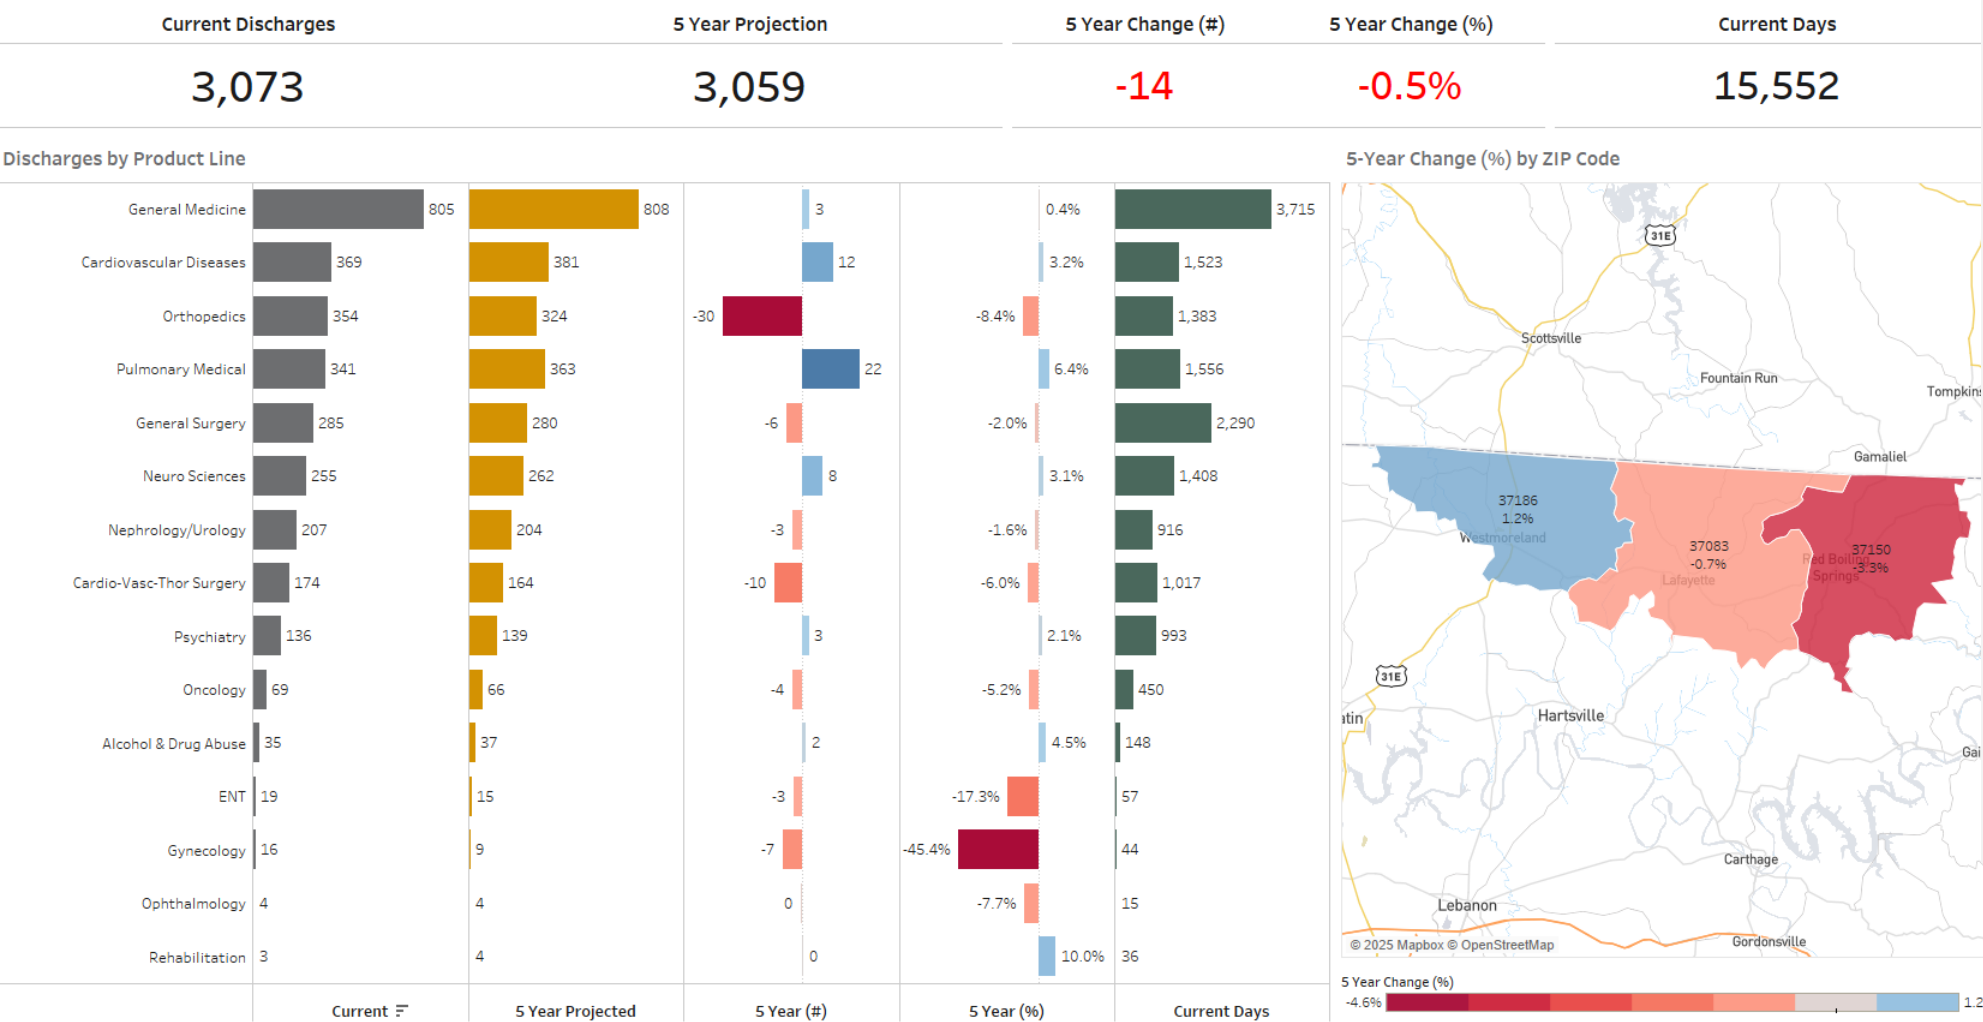 Current Discharges 5 Year Projection 5 Year Change (#) 5 Year Change (%) Current Days
3,073 3,059 -14 -0.5% 15,552
Discharges by Product Line
General Medicine 805 808 3 0.4% 3,715
Cardiovascular Diseases 369 381 12 3.2% 1,523
Orthopedics 354 324 -30 -8.4% 1,383
Pulmonary Medical 341 363 22 6.4% 1,556
General Surgery 285 280 -6 -2.0% 2,290
Neuro Sciences 255 262 8 3.1% 1,408
Nephrology/Urology 207 204 -3 -1.6% 916
Cardio-Vasc-Thor Surgery 174 164 -10 -6.0% 1,017
Psychiatry 136 139 3 2.1% 993
Oncology 69 66 -4 -5.2% 450
Alcohol & Drug Abuse 35 37 2 4.5% 148
ENT 19 15 -3 -17.3% 57
Gynecology 16 9 -7 -45.4% 44
Ophthalmology 4 4 0 -7.7% 15
Rehabilitation 3 4 0 10.0% 36
Current 5 Year Projected 5 Year (#) 5 Year (%) Current Days
5-Year Change (%) by ZIP Code
31E
Scottsville
Fountain Run
Tompkins
Gamaliel
37186
1.2%
Westmoreland
37083
-0.7%
Lafayette
37150
-3.3%
Red Boiling
Springs
31E
atin
Hartsville
Gai
Carthage
Lebanon
Gordonsville
© 2025 Mapbox © OpenStreetMap
5 Year Change (%)
-4.6% 1.2